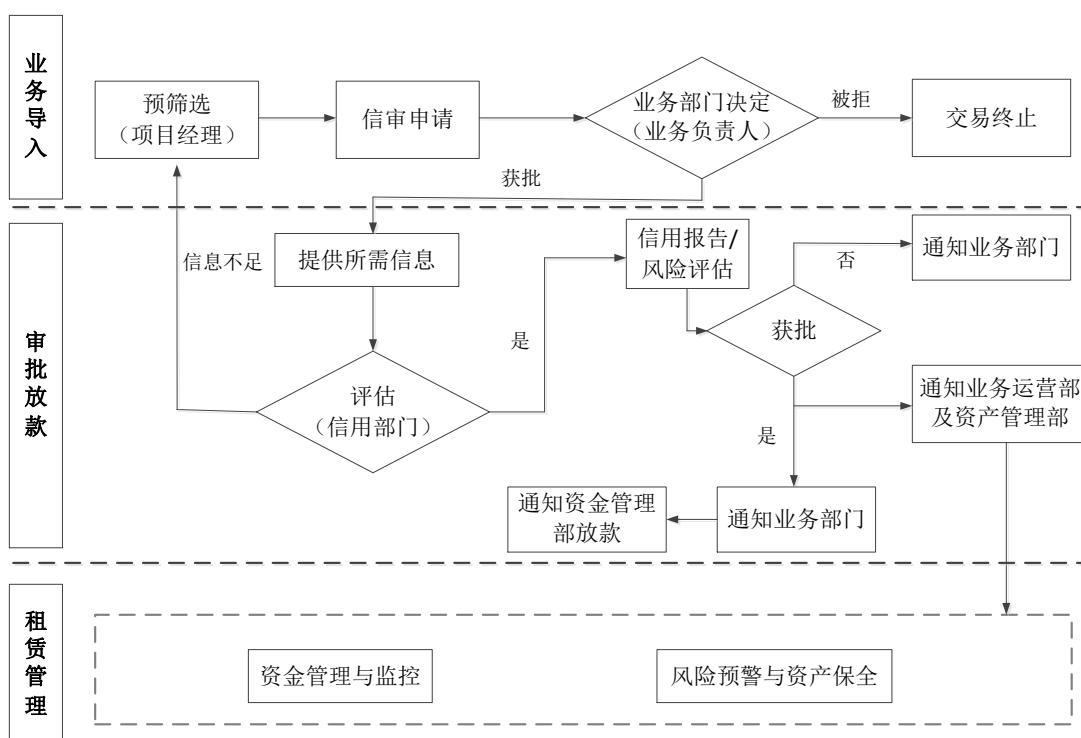 业
务
导
入
预筛选
（项目经理）
信审申请
业务部门决定
（业务负责人）
被拒
交易终止
获批
审
批
放
款
信息不足
提供所需信息
信用报告/
风险评估
否
通知业务部门
获批
是
评估
（信用部门）
通知业务运营部
及资产管理部
是
通知资金管理
部放款
通知业务部门
租
赁
管
理
资金管理与监控
风险预警与资产保全